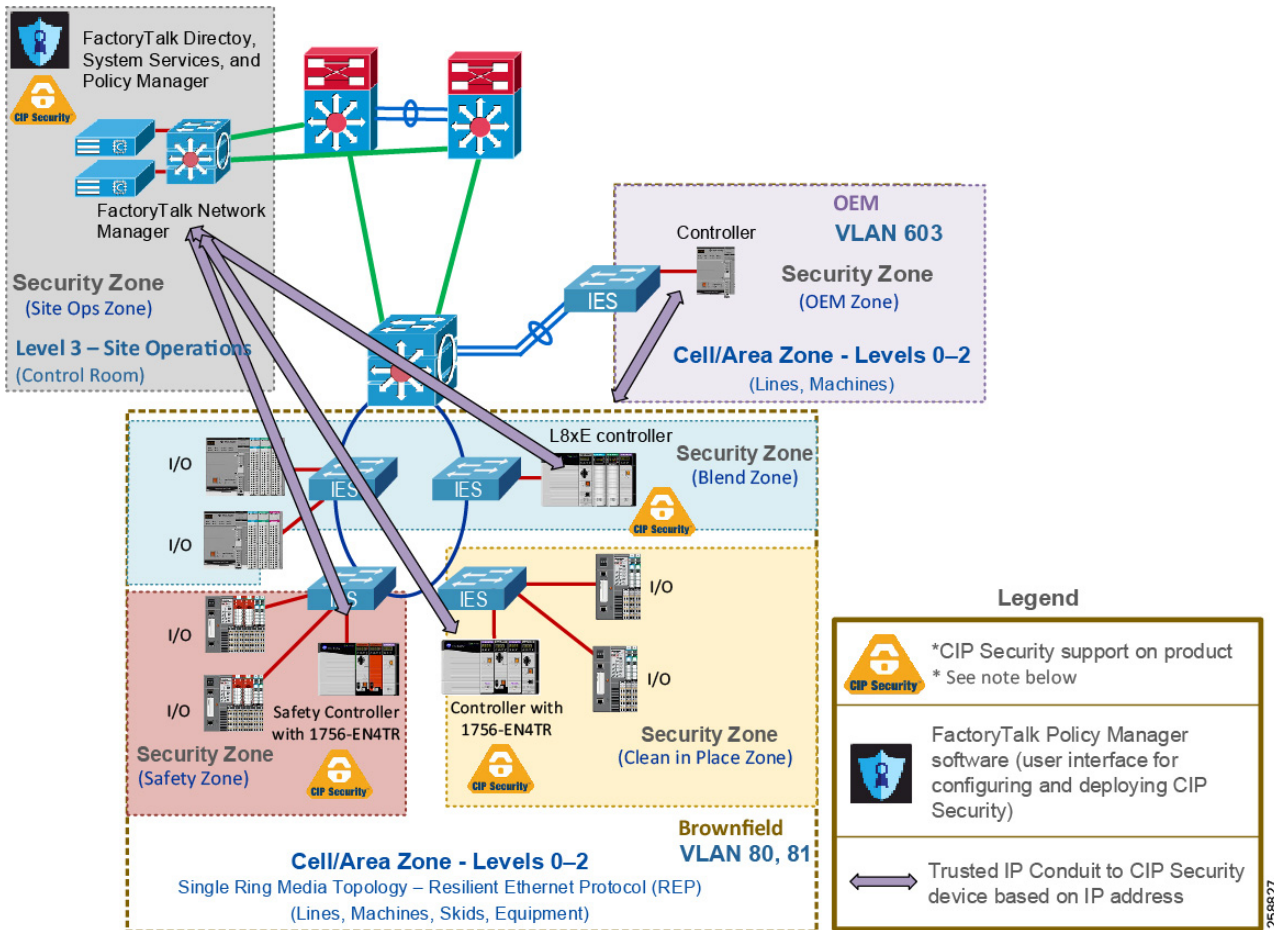 FactoryTalk Directoy,
System Services, and
Policy Manager
CIP Security
FactoryTalk Network
Manager
Security Zone
(Site Ops Zone)
Level 3 – Site Operations
(Control Room)
OEM
VLAN 603
Controller
IES
Security Zone
(OEM Zone)
Cell/Area Zone - Levels 0–2
(Lines, Machines)
L8xE controller
I/O
IES
IES
Security Zone
(Blend Zone)
I/O
CIP Security
IES
IES
I/O
I/O
I/O
I/O
Safety Controller
with 1756-EN4TR
Controller with
1756-EN4TR
Security Zone
(Safety Zone)
CIP Security
CIP Security
Security Zone
(Clean in Place Zone)
Brownfield
VLAN 80, 81
Cell/Area Zone - Levels 0–2
Single Ring Media Topology – Resilient Ethernet Protocol (REP)
(Lines, Machines, Skids, Equipment)
Legend
CIP Security
*CIP Security support on product
* See note below
FactoryTalk Policy Manager
software (user interface for
configuring and deploying CIP
Security)
Trusted IP Conduit to CIP Security
device based on IP address
258827